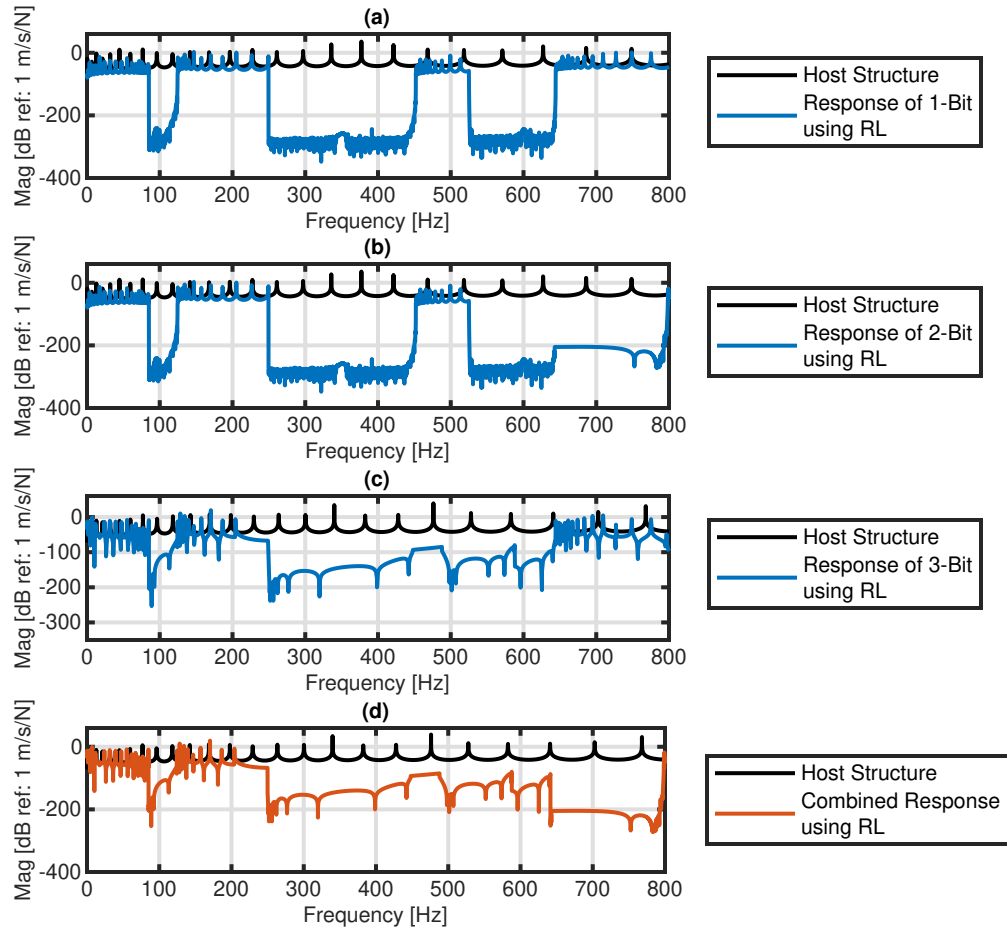 (a)
Mag [dB ref: 1 m/s/N]
0
-200
-400
0 100 200 300 400 500 600 700 800
Frequency [Hz]
Host Structure
Response of 1-Bit
using RL
(b)
Mag [dB ref: 1 m/s/N]
0
-200
-400
0 100 200 300 400 500 600 700 800
Frequency [Hz]
Host Structure
Response of 2-Bit
using RL
(c)
Mag [dB ref: 1 m/s/N]
0
-100
-200
-300
0 100 200 300 400 500 600 700 800
Frequency [Hz]
Host Structure
Response of 3-Bit
using RL
(d)
Mag [dB ref: 1 m/s/N]
0
-200
-400
0 100 200 300 400 500 600 700 800
Frequency [Hz]
Host Structure
Combined Response
using RL